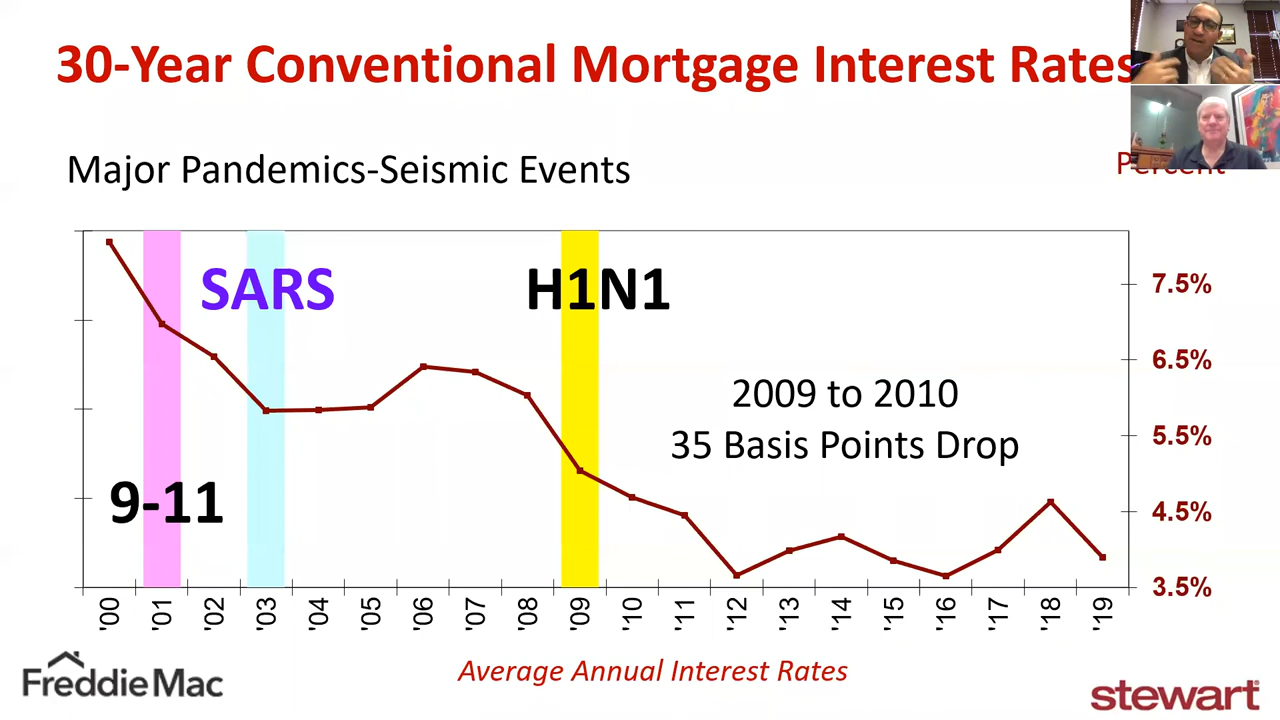 30-Year Conventional Mortgage Interest Rates
Major Pandemics-Seismic Events
Percent
SARS
H1N1
9-11
2009 to 2010
35 Basis Points Drop
7.5%
6.5%
5.5%
4.5%
3.5%
'00 '01 '02 '03 '04 '05 '06 '07 '08 '09 '10 '11 '12 '13 '14 '15 '16 '17 '18 '19
Average Annual Interest Rates
FreddieMac
stewart